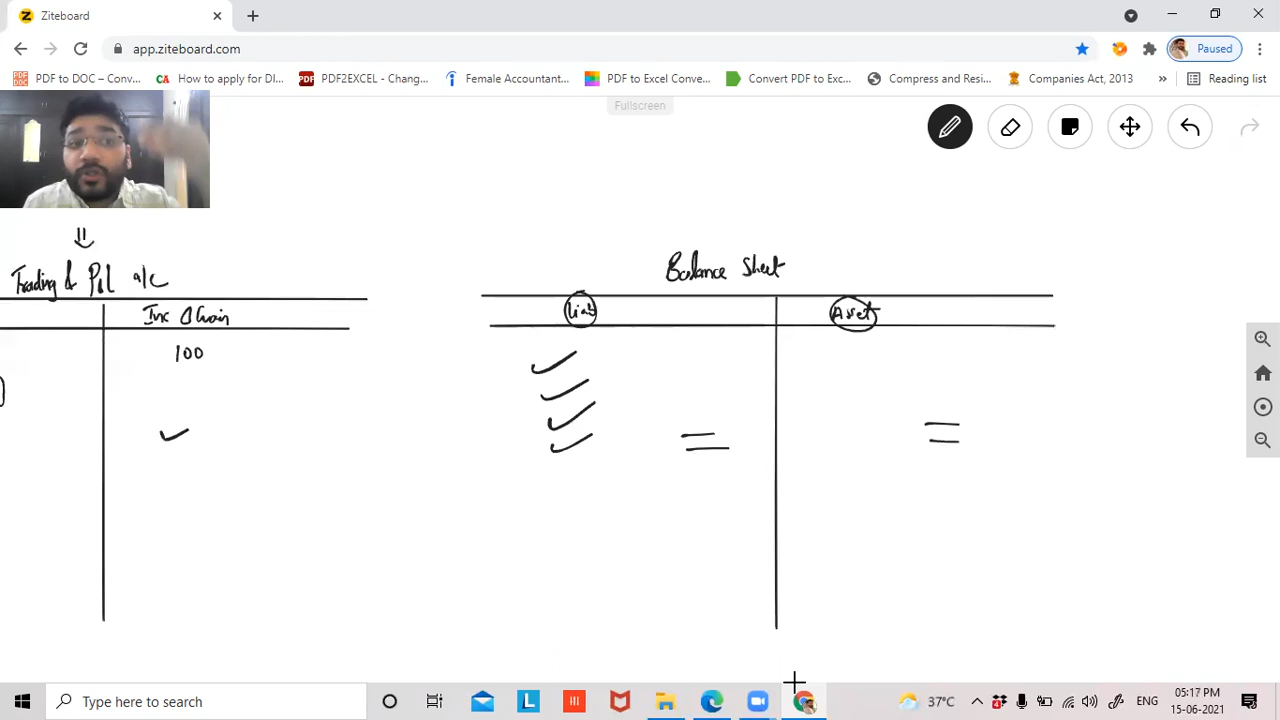 Ziteboard
app.ziteboard.com
Paused
PDF to DOC – Conv...
How to apply for DI...
PDF2EXCEL - Chang...
Female Accountant...
PDF to Excel Conve...
Convert PDF to Exc...
Compress and Resi...
Companies Act, 2013
»
Reading list
Fullscreen
Trading & P&L a/c
Inc & Gain
100
Balance Sheet
Liab
Asset
=
=
Type here to search
37°C
ENG
05:17 PM
15-06-2021